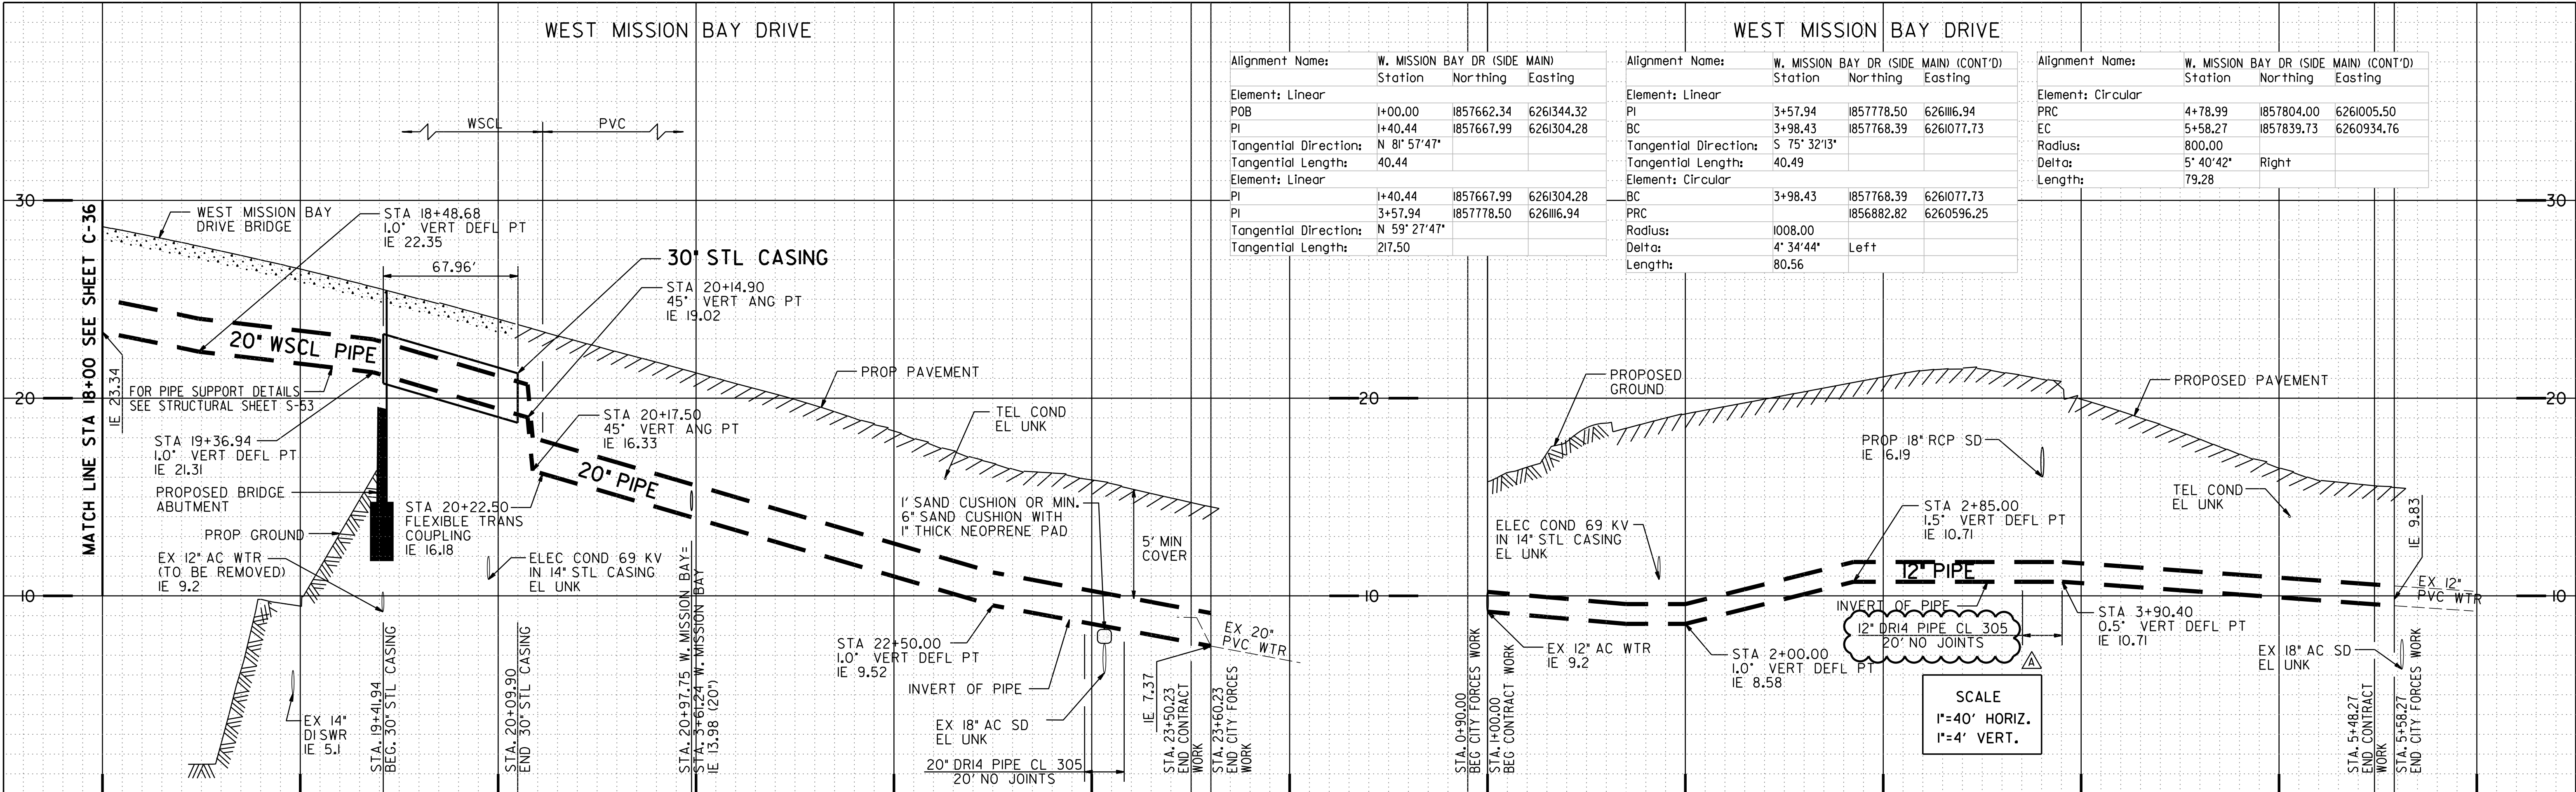 WEST MISSION BAY DRIVE
WSCL
PVC
30
20
10
MATCH LINE STA 18+00 SEE SHEET C-36
WEST MISSION BAY
DRIVE BRIDGE
STA 18+48.68
1.0° VERT DEFL PT
IE 22.35
67.96'
30" STL CASING
STA 20+14.90
45° VERT ANG PT
IE 19.02
20" WSCL PIPE
IE 23.34
FOR PIPE SUPPORT DETAILS
SEE STRUCTURAL SHEET S-53
STA 19+36.94
1.0° VERT DEFL PT
IE 21.31
PROPOSED BRIDGE
ABUTMENT
PROP GROUND
EX 12" AC WTR
(TO BE REMOVED)
IE 9.2
EX 14"
DI SWR
IE 5.1
STA. 19+41.94
BEG. 30" STL CASING
STA 20+22.50
FLEXIBLE TRANS
COUPLING
IE 16.18
STA 20+17.50
45° VERT ANG PT
IE 16.33
20" PIPE
ELEC COND 69 KV
IN 14" STL CASING
EL UNK
STA. 20+09.90
END 30" STL CASING
STA. 20+97.75 W. MISSION BAY=
STA. 3+61.24 W. MISSION BAY
IE 13.98 (20")
PROP PAVEMENT
TEL COND
EL UNK
1' SAND CUSHION OR MIN.
6" SAND CUSHION WITH
1" THICK NEOPRENE PAD
5' MIN
COVER
STA 22+50.00
1.0° VERT DEFL PT
IE 9.52
INVERT OF PIPE
EX 18" AC SD
EL UNK
20" DR14 PIPE CL 305
20' NO JOINTS
IE 7.37
EX 20"
PVC WTR
STA. 23+50.23
END CONTRACT
WORK
STA. 23+60.23
END CITY FORCES
WORK
WEST MISSION BAY DRIVE
Alignment Name: W. MISSION BAY DR (SIDE MAIN)
Station Northing Easting
Element: Linear
POB 1+00.00 1857662.34 6261344.32
PI 1+40.44 1857667.99 6261304.28
Tangential Direction: N 81° 57'47"
Tangential Length: 40.44
Element: Linear
PI 1+40.44 1857667.99 6261304.28
PI 3+57.94 1857778.50 6261116.94
Tangential Direction: N 59° 27'47"
Tangential Length: 217.50
Alignment Name: W. MISSION BAY DR (SIDE MAIN) (CONT'D)
Station Northing Easting
Element: Linear
PI 3+57.94 1857778.50 6261116.94
BC 3+98.43 1857768.39 6261077.73
Tangential Direction: S 75° 32'13"
Tangential Length: 40.49
Element: Circular
BC 3+98.43 1857768.39 6261077.73
PRC 1856882.82 6260596.25
Radius: 1008.00
Delta: 4° 34'44" Left
Length: 80.56
Alignment Name: W. MISSION BAY DR (SIDE MAIN) (CONT'D)
Station Northing Easting
Element: Circular
PRC 4+78.99 1857804.00 6261005.50
EC 5+58.27 1857839.73 6260934.76
Radius: 800.00
Delta: 5° 40'42" Right
Length: 79.28
20
10
PROPOSED
GROUND
ELEC COND 69 KV
IN 14" STL CASING
EL UNK
EX 12" AC WTR
IE 9.2
STA. 0+90.00
BEG CITY FORCES WORK
STA. 1+00.00
BEG CONTRACT WORK
STA 2+00.00
1.0° VERT DEFL PT
IE 8.58
PROP 18" RCP SD
IE 16.19
STA 2+85.00
1.5° VERT DEFL PT
IE 10.71
12" PIPE
INVERT OF PIPE
12" DR14 PIPE CL 305
20' NO JOINTS
A
STA 3+90.40
0.5° VERT DEFL PT
IE 10.71
SCALE
1"=40' HORIZ.
1"=4' VERT.
PROPOSED PAVEMENT
TEL COND
EL UNK
IE 9.83
EX 12"
PVC WTR
EX 18" AC SD
EL UNK
STA. 5+48.27
END CONTRACT
WORK
STA. 5+58.27
END CITY FORCES WORK
30
20
10